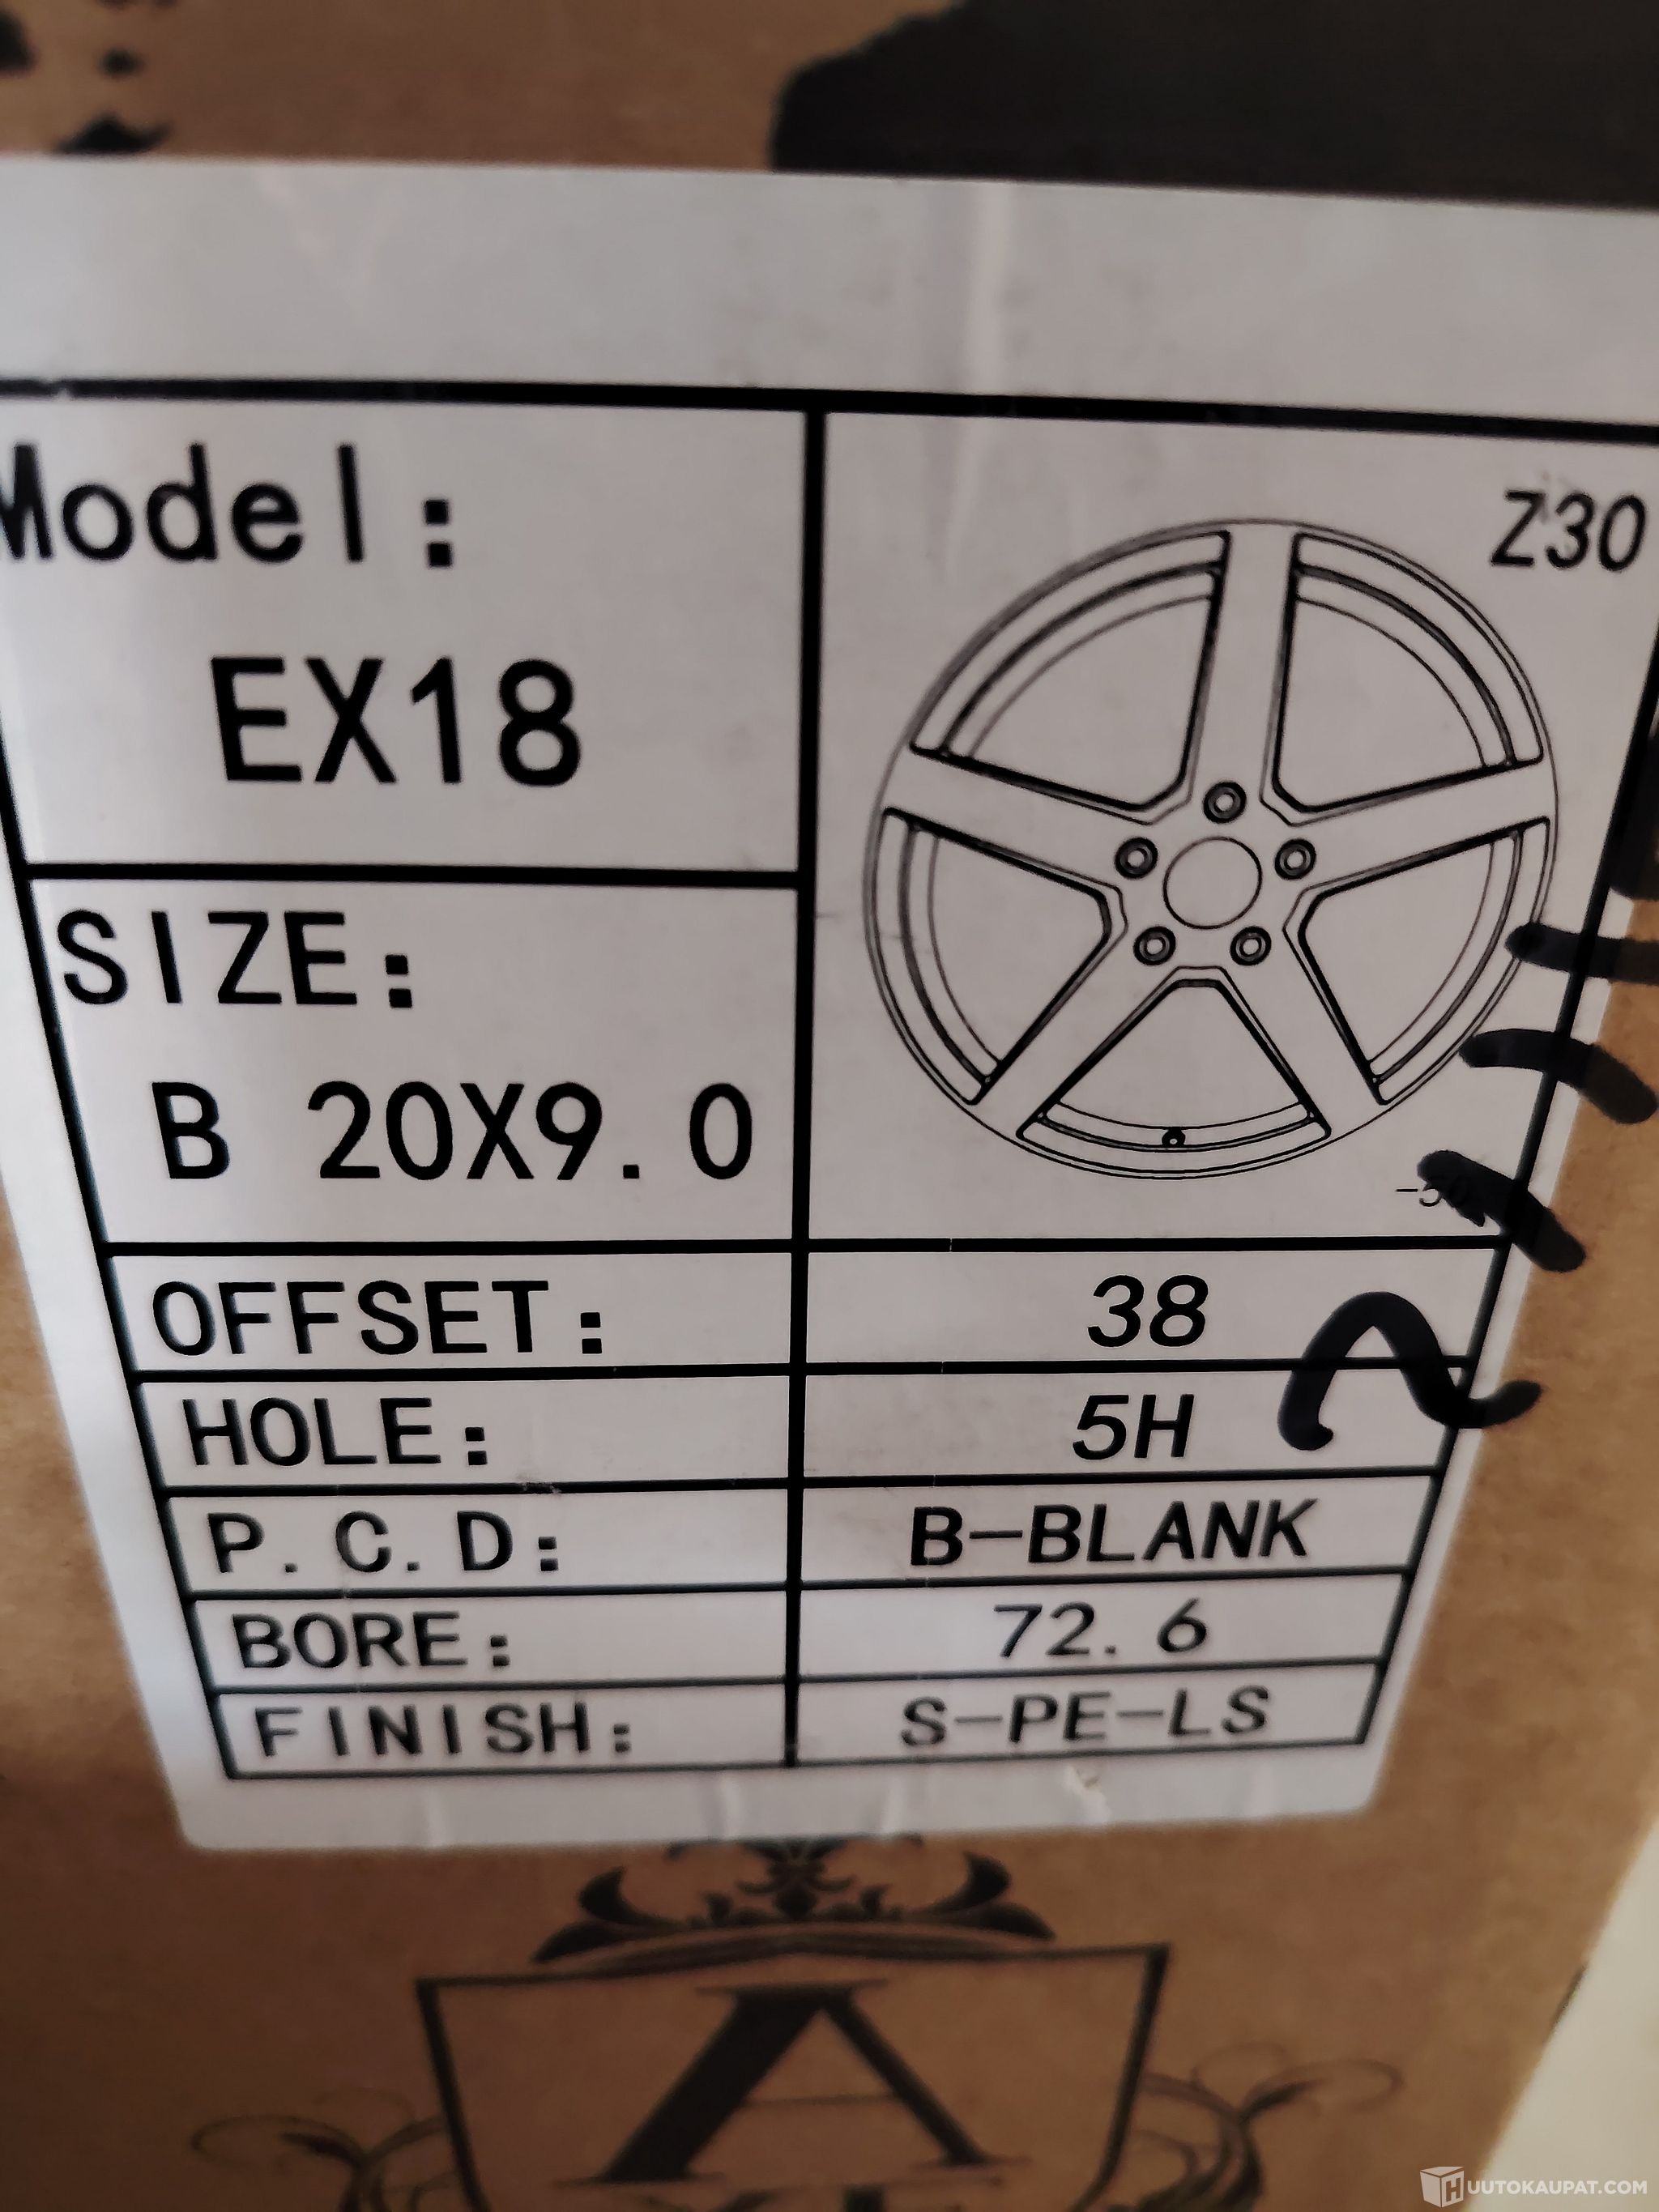 Model:
Z30
EX18
SIZE:
B 20X9.0
OFFSET: 38
HOLE: 5H
P.C.D: B-BLANK
BORE: 72.6
FINISH: S-PE-LS
A
HUUTOKAUPAT.COM